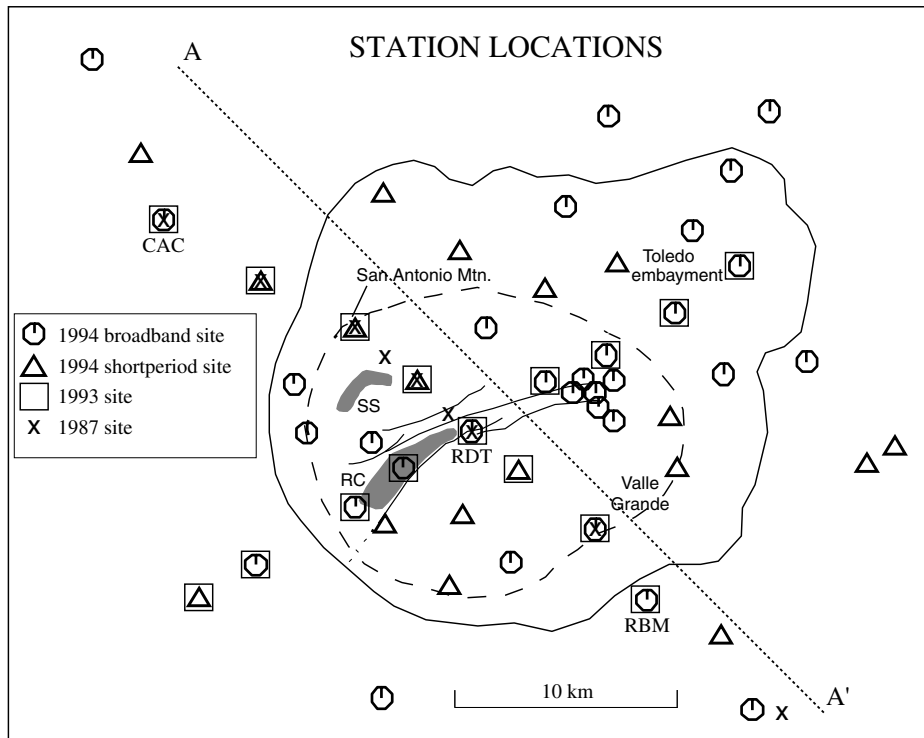 STATION LOCATIONS
A
CAC
San Antonio Mtn.
Toledo
embayment
1994 broadband site
1994 shortperiod site
1993 site
x 1987 site
x
SS
x
RDT
RC
Valle
Grande
RBM
10 km
A'
x